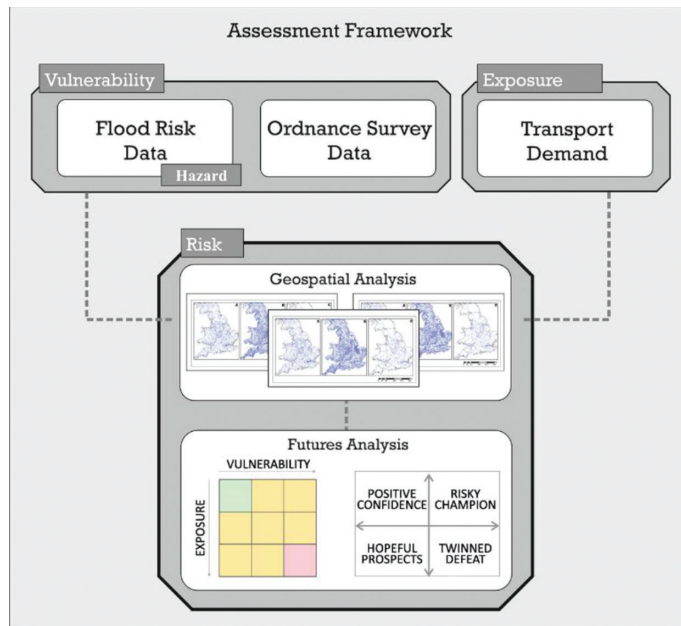 Assessment Framework
Vulnerability
Exposure
Flood Risk
Data
Hazard
Ordnance Survey
Data
Transport
Demand
Risk
Geospatial Analysis
Futures Analysis
VULNERABILITY
EXPOSURE
POSITIVE
CONFIDENCE
RISKY
CHAMPION
HOPEFUL
PROSPECTS
TWINNED
DEFEAT